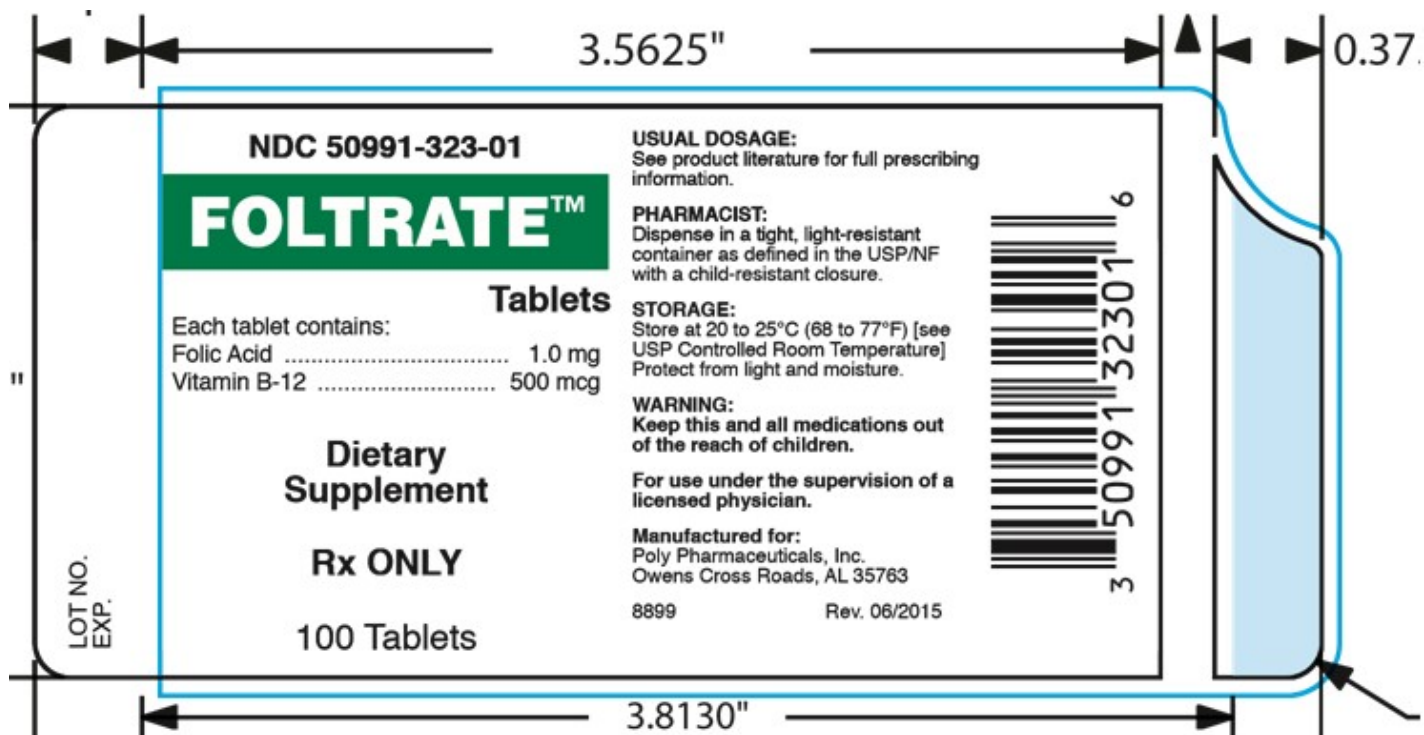 3.5625"
0.37
NDC 50991-323-01
FOLTRATE™
Tablets
Each tablet contains:
Folic Acid ................................. 1.0 mg
Vitamin B-12 .......................... 500 mcg
Dietary
Supplement
Rx ONLY
100 Tablets
LOT NO.
EXP.
"
USUAL DOSAGE:
See product literature for full prescribing
information.
PHARMACIST:
Dispense in a tight, light-resistant
container as defined in the USP/NF
with a child-resistant closure.
STORAGE:
Store at 20 to 25°C (68 to 77°F) [see
USP Controlled Room Temperature]
Protect from light and moisture.
WARNING:
Keep this and all medications out
of the reach of children.
For use under the supervision of a
licensed physician.
Manufactured for:
Poly Pharmaceuticals, Inc.
Owens Cross Roads, AL 35763
8899 Rev. 06/2015
3 50991 32301 6
3.8130"